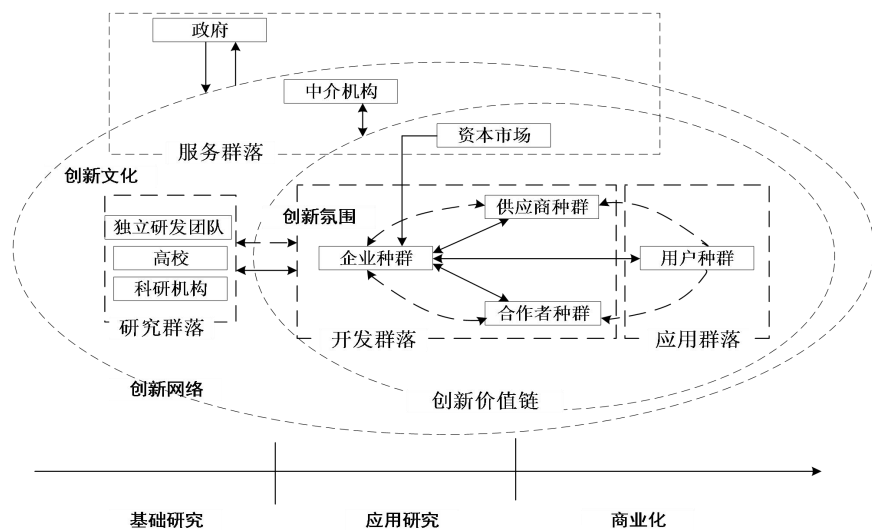 政府
中介机构
资本市场
服务群落
创新文化
独立研发团队
高校
科研机构
研究群落
创新氛围
供应商种群
企业种群
用户种群
合作者种群
开发群落
应用群落
创新网络
创新价值链
基础研究
应用研究
商业化